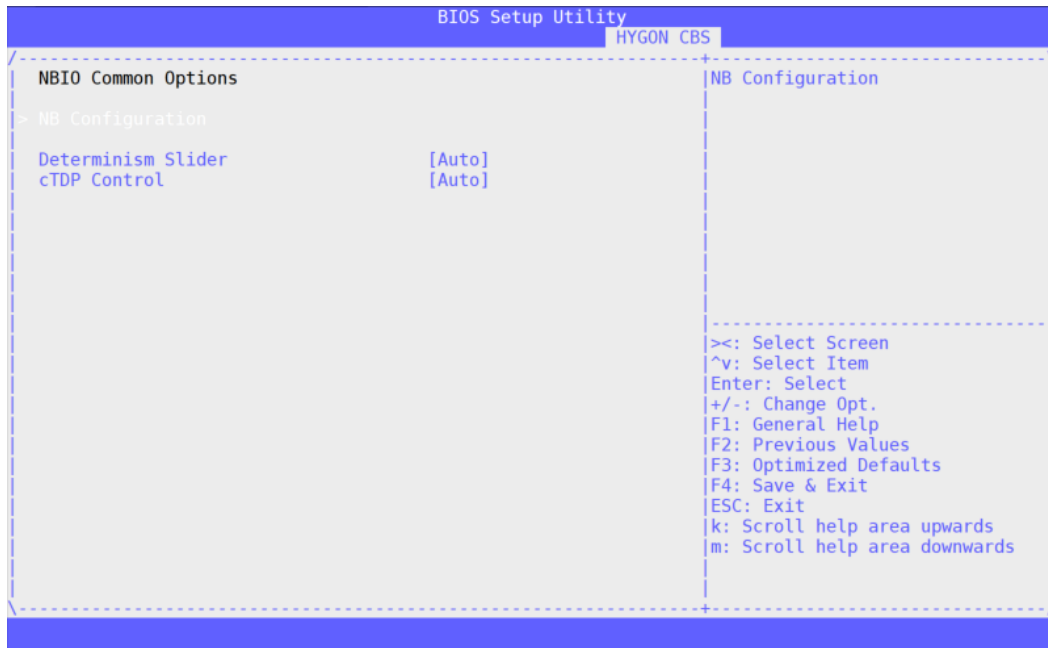 BIOS Setup Utility
HYGON CBS
NBIO Common Options
> NB Configuration
Determinism Slider [Auto]
cTDP Control [Auto]
NB Configuration
><: Select Screen
^v: Select Item
Enter: Select
+/-: Change Opt.
F1: General Help
F2: Previous Values
F3: Optimized Defaults
F4: Save & Exit
ESC: Exit
k: Scroll help area upwards
m: Scroll help area downwards